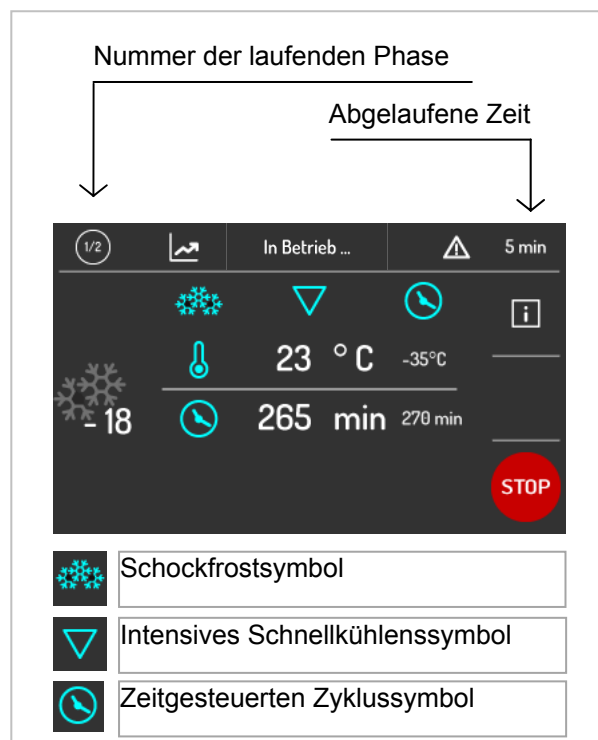 Nummer der laufenden Phase
Abgelaufene Zeit
1/2 In Betrieb ... 5 min
i
23 °C -35°C
- 18 265 min 270 min
STOP
Schockfrostsymbol
Intensives Schnellkühlenssymbol
Zeitgesteuerten Zyklussymbol